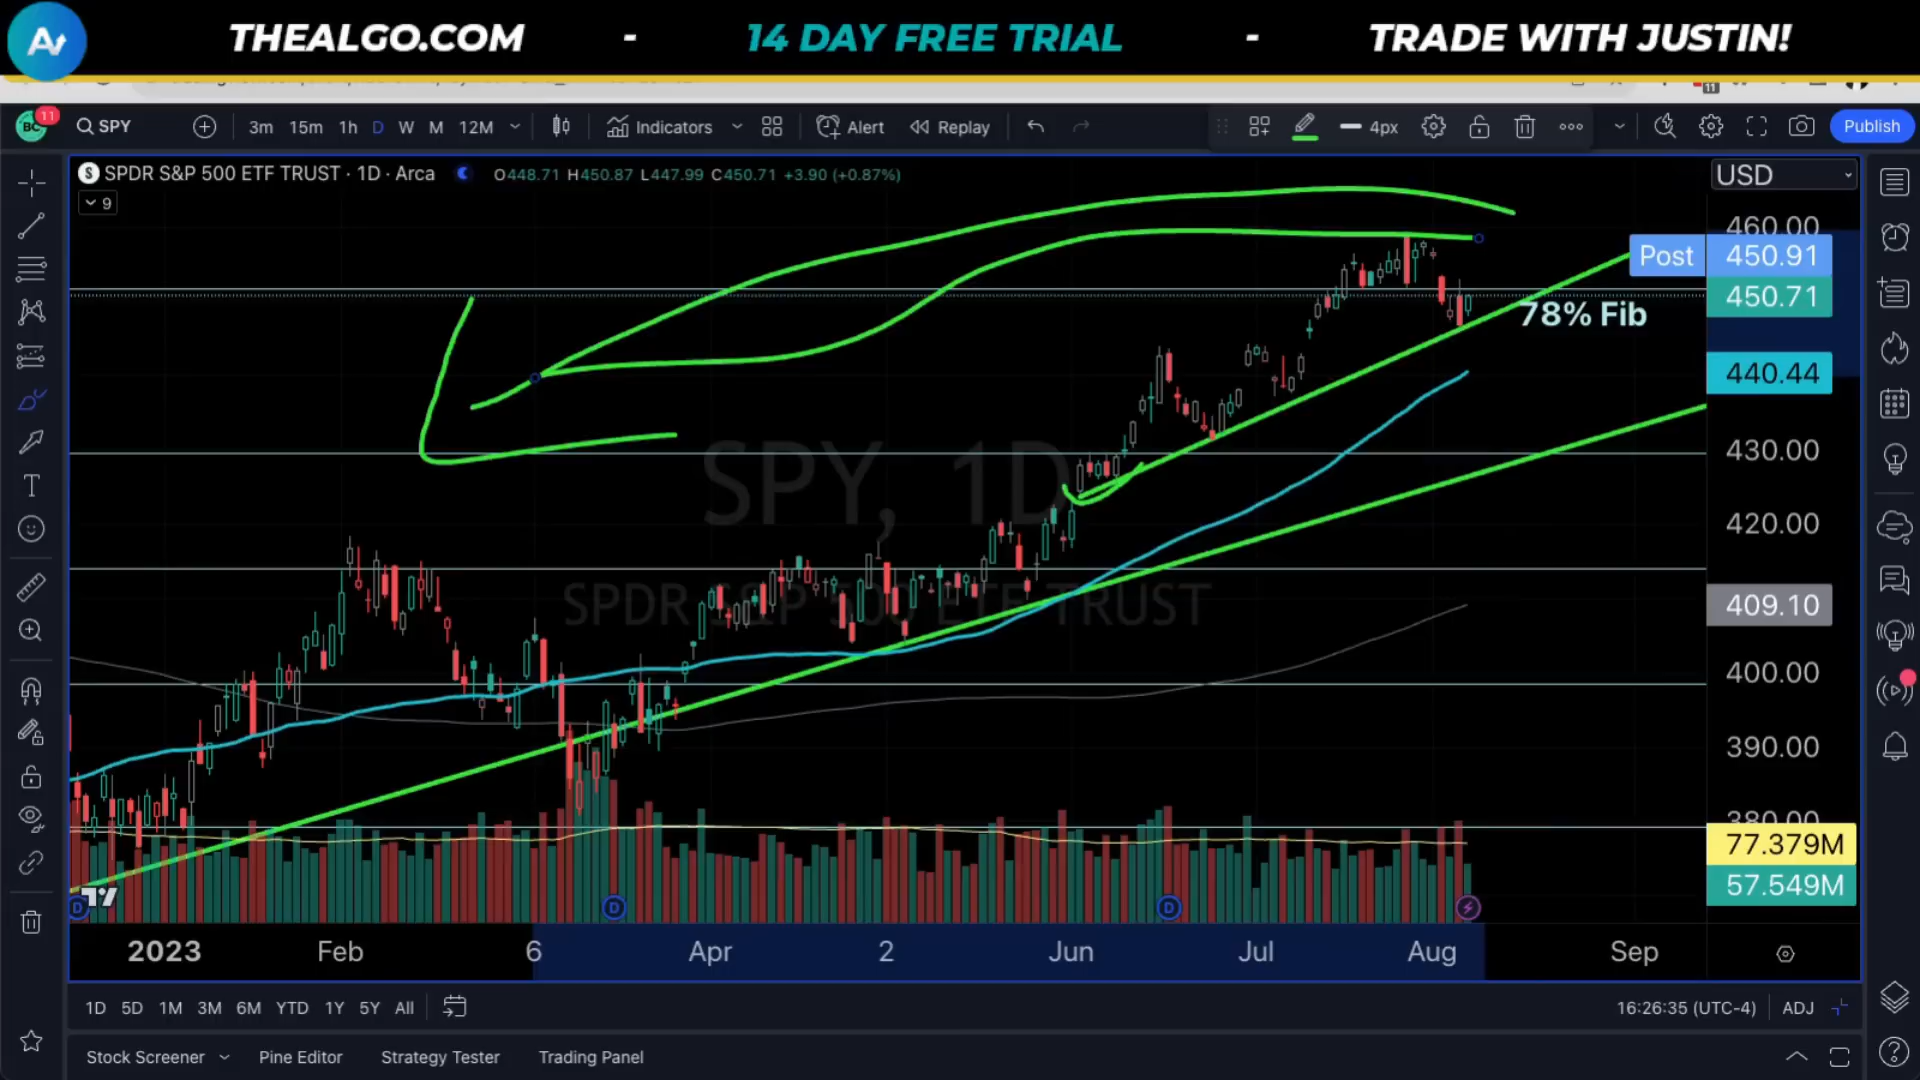 THEALGO.COM - 14 DAY FREE TRIAL - TRADE WITH JUSTIN!
11
BC 11 SPY 3m 15m 1h D W M 12M Indicators Alert Replay 4px Publish
S SPDR S&P 500 ETF TRUST · 1D · Arca O448.71 H450.87 L447.99 C450.71 +3.90 (+0.87%) USD
9
460.00
Post 450.91
450.71
78% Fib
440.44
430.00
SPY, 1D
420.00
SPDR S&P 500 ETF TRUST
409.10
400.00
390.00
380.00
77.379M
57.549M
D D D
2023 Feb 6 Apr 2 Jun Jul Aug Sep
1D 5D 1M 3M 6M YTD 1Y 5Y All 16:26:35 (UTC-4) ADJ
Stock Screener Pine Editor Strategy Tester Trading Panel